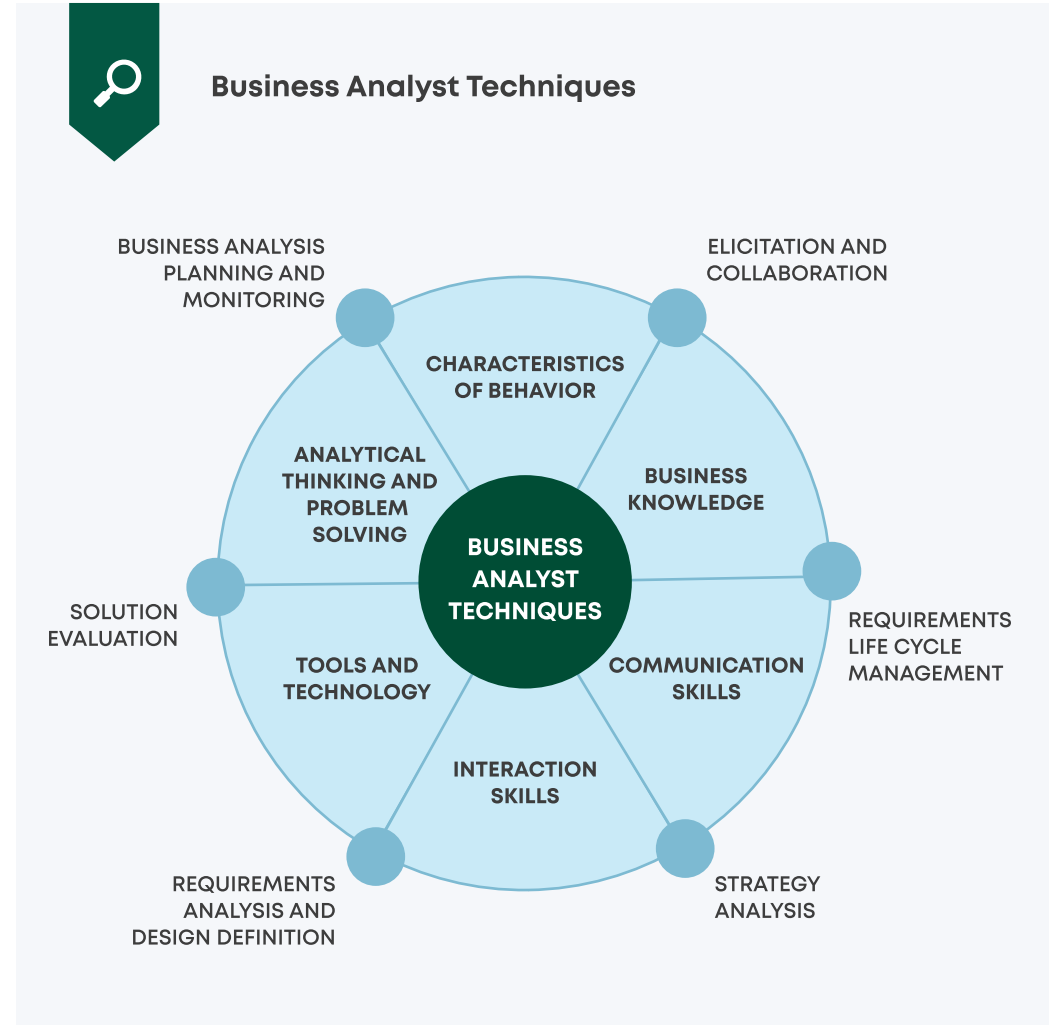 Business Analyst Techniques
BUSINESS ANALYSIS
PLANNING AND
MONITORING
ELICITATION AND
COLLABORATION
CHARACTERISTICS
OF BEHAVIOR
ANALYTICAL
THINKING AND
PROBLEM
SOLVING
BUSINESS
KNOWLEDGE
BUSINESS
ANALYST
TECHNIQUES
SOLUTION
EVALUATION
REQUIREMENTS
LIFE CYCLE
MANAGEMENT
TOOLS AND
TECHNOLOGY
COMMUNICATION
SKILLS
INTERACTION
SKILLS
REQUIREMENTS
ANALYSIS AND
DESIGN DEFINITION
STRATEGY
ANALYSIS